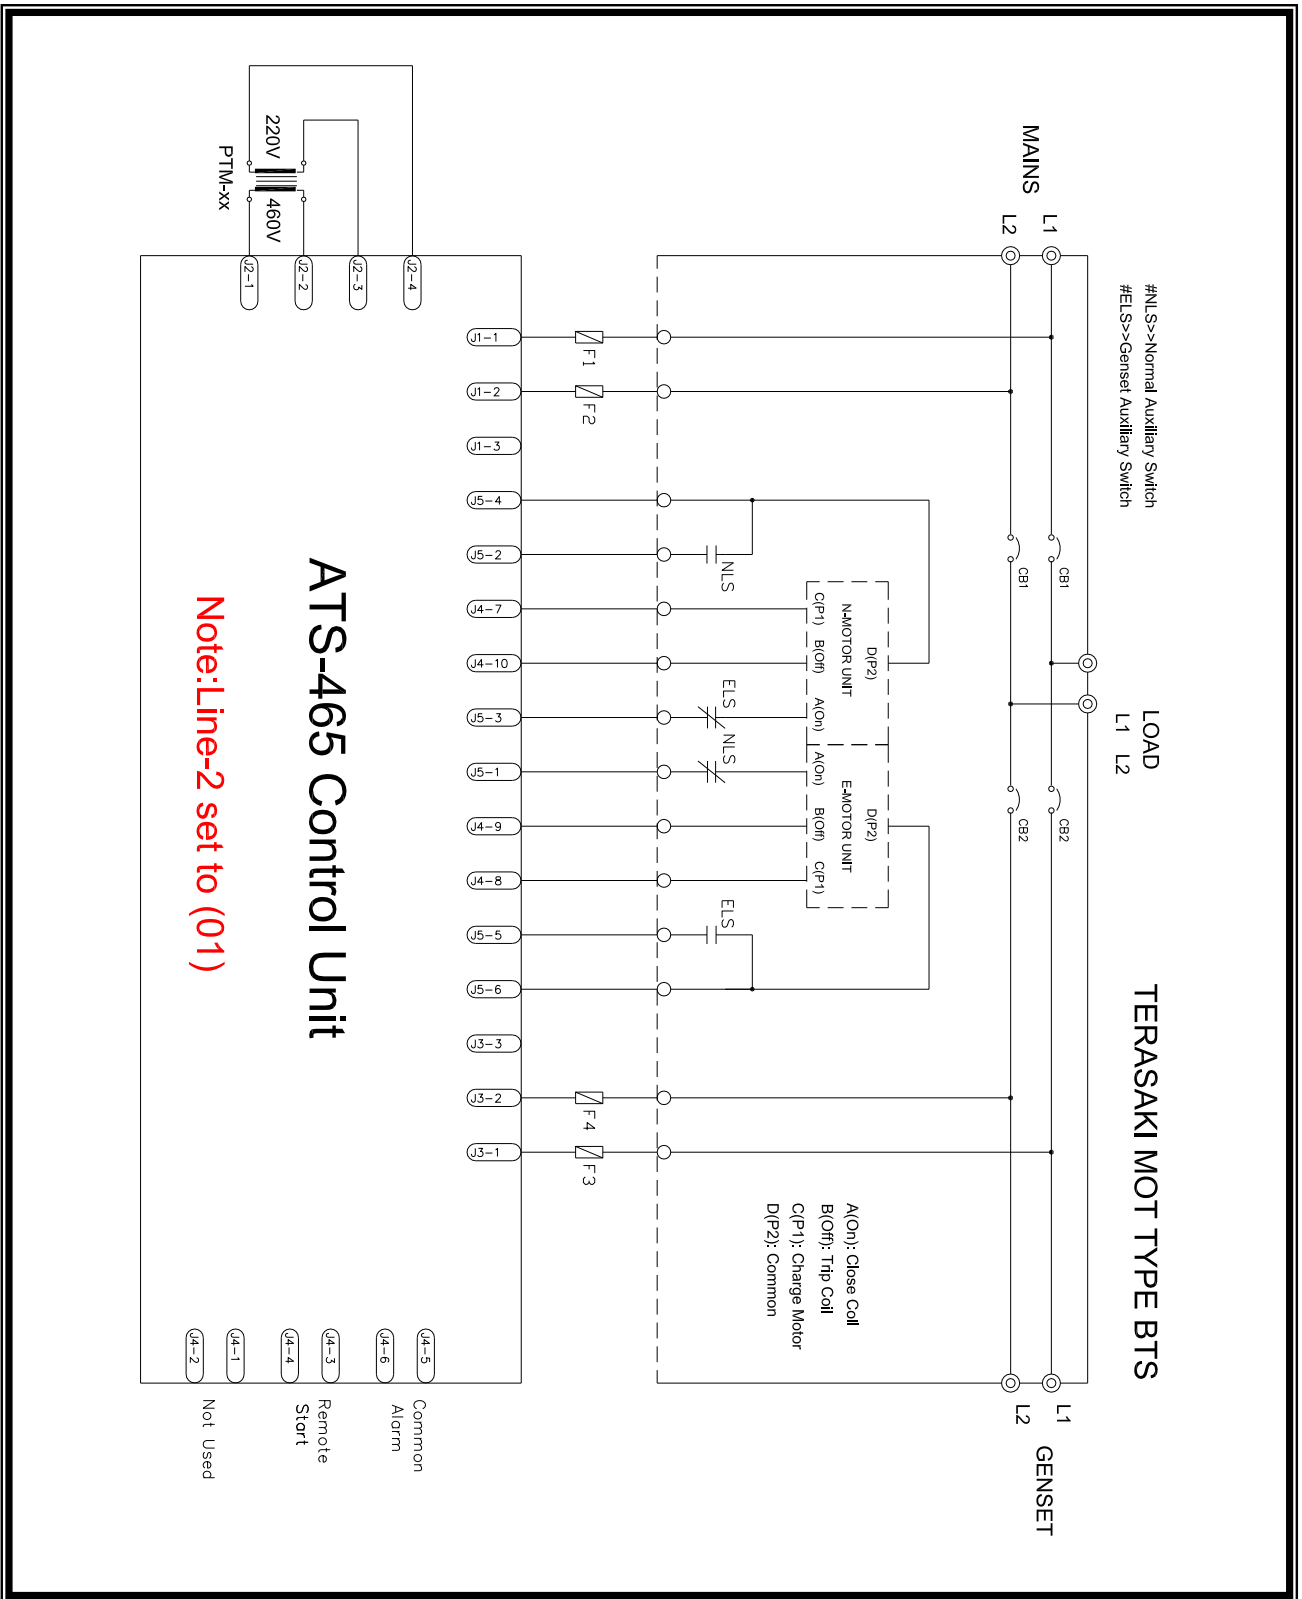 TERASAKI MOT TYPE BTS
#NLS>>Normal Auxiliary Switch
#ELS>>Genset Auxiliary Switch
MAINS
L1
L2
LOAD
L1 L2
GENSET
L1
L2
CB1
CB1
CB2
CB2
D(P2)
N-MOTOR UNIT
C(P1)
B(Off)
A(On)
D(P2)
E-MOTOR UNIT
A(On)
B(Off)
C(P1)
A(On): Close Coil
B(Off): Trip Coil
C(P1): Charge Motor
D(P2): Common
NLS
ELS
NLS
ELS
F1
F2
F4
F3
J1-1
J1-2
J1-3
J5-4
J5-2
J4-7
J4-10
J5-3
J5-1
J4-9
J4-8
J5-5
J5-6
J3-3
J3-2
J3-1
J2-4
J2-3
J2-2
J2-1
220V
460V
PTM-xx
ATS-465 Control Unit
Note:Line-2 set to (01)
J4-5
J4-6
J4-3
J4-4
J4-1
J4-2
Common
Alarm
Remote
Start
Not Used